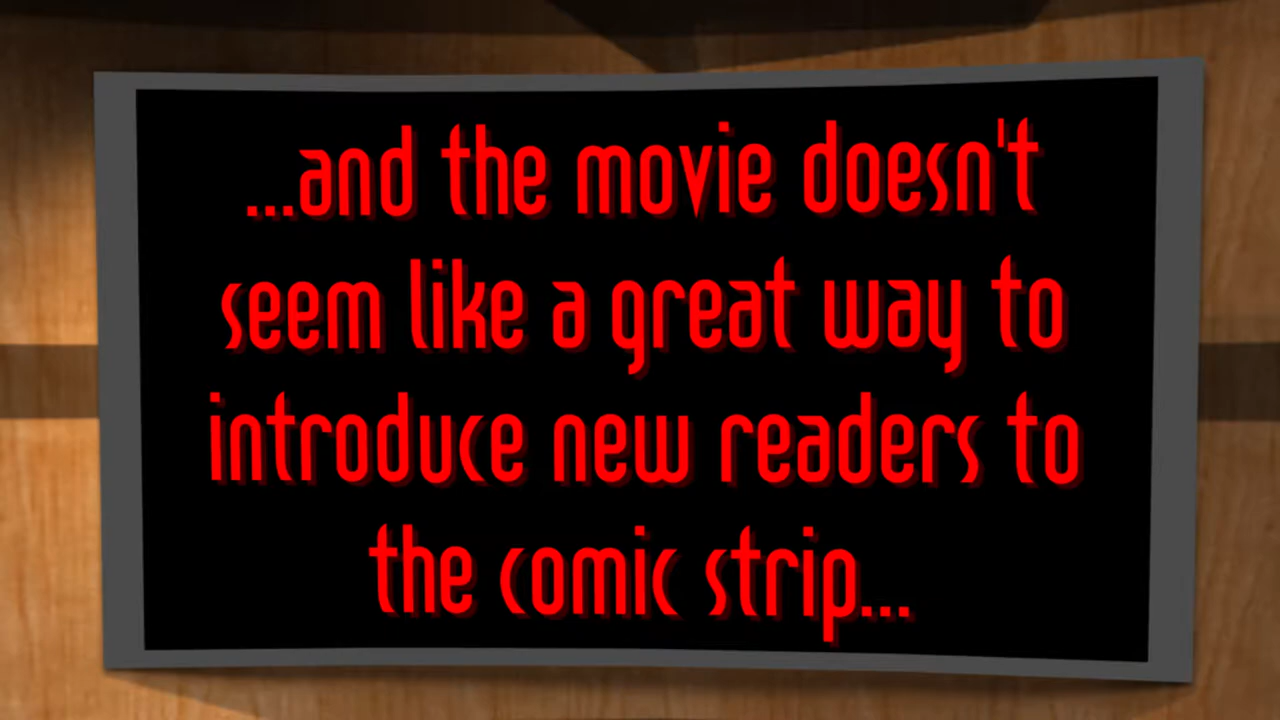 ...and the movie doesn't
seem like a great way to
introduce new readers to
the comic strip...